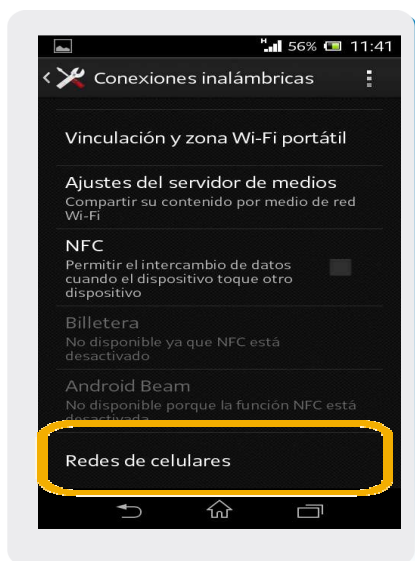 H 56% 11:41
Conexiones inalámbricas
Vinculación y zona Wi-Fi portátil
Ajustes del servidor de medios
Compartir su contenido por medio de red
Wi-Fi
NFC
Permitir el intercambio de datos
cuando el dispositivo toque otro
dispositivo
Billetera
No disponible ya que NFC está
desactivado
Android Beam
No disponible porque la función NFC está
desactivada
Redes de celulares